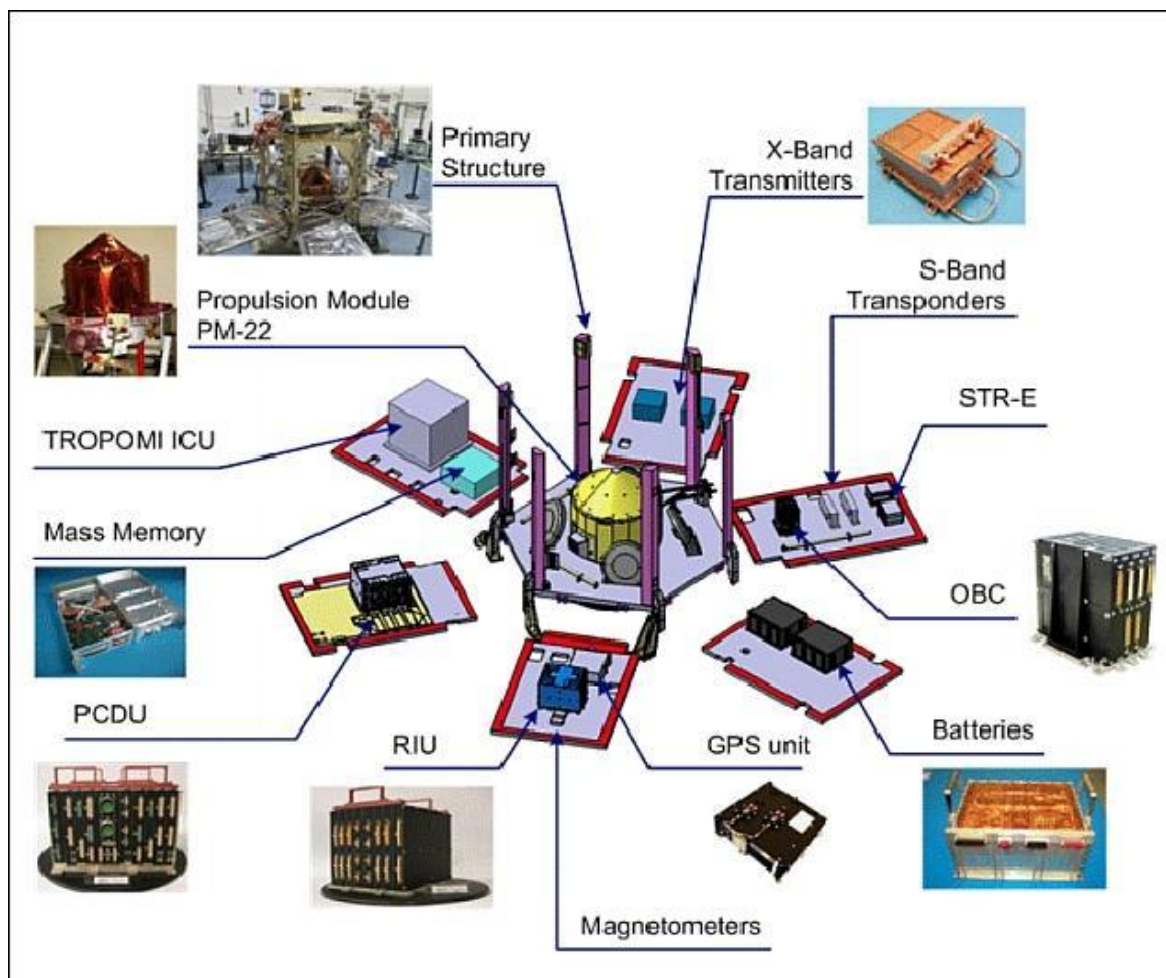 Primary
Structure
X-Band
Transmitters
Propulsion Module
PM-22
S-Band
Transponders
STR-E
TROPOMI ICU
Mass Memory
OBC
PCDU
RIU
GPS unit
Batteries
Magnetometers